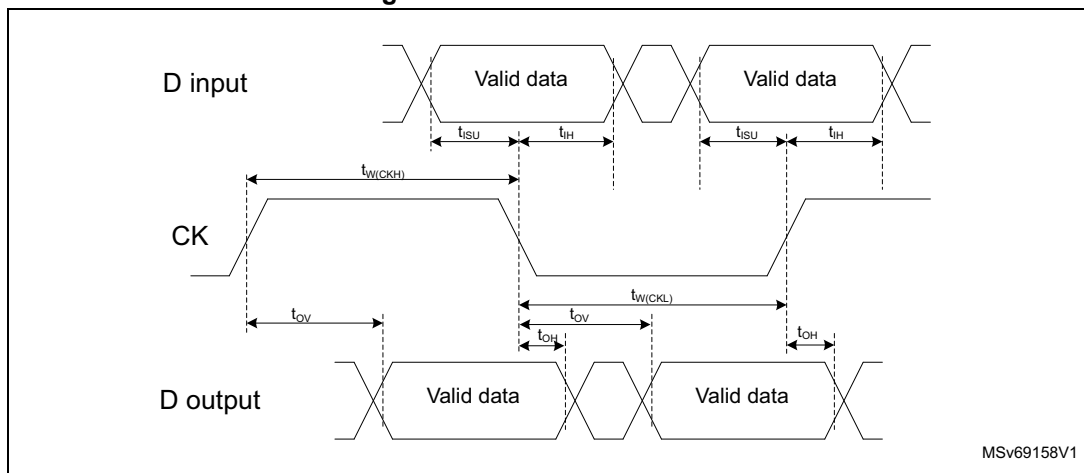 D input
Valid data
Valid data
tISU
tIH
tISU
tIH
tW(CKH)
CK
tW(CKL)
tOV
tOV
tOH
tOH
D output
Valid data
Valid data
MSv69158V1